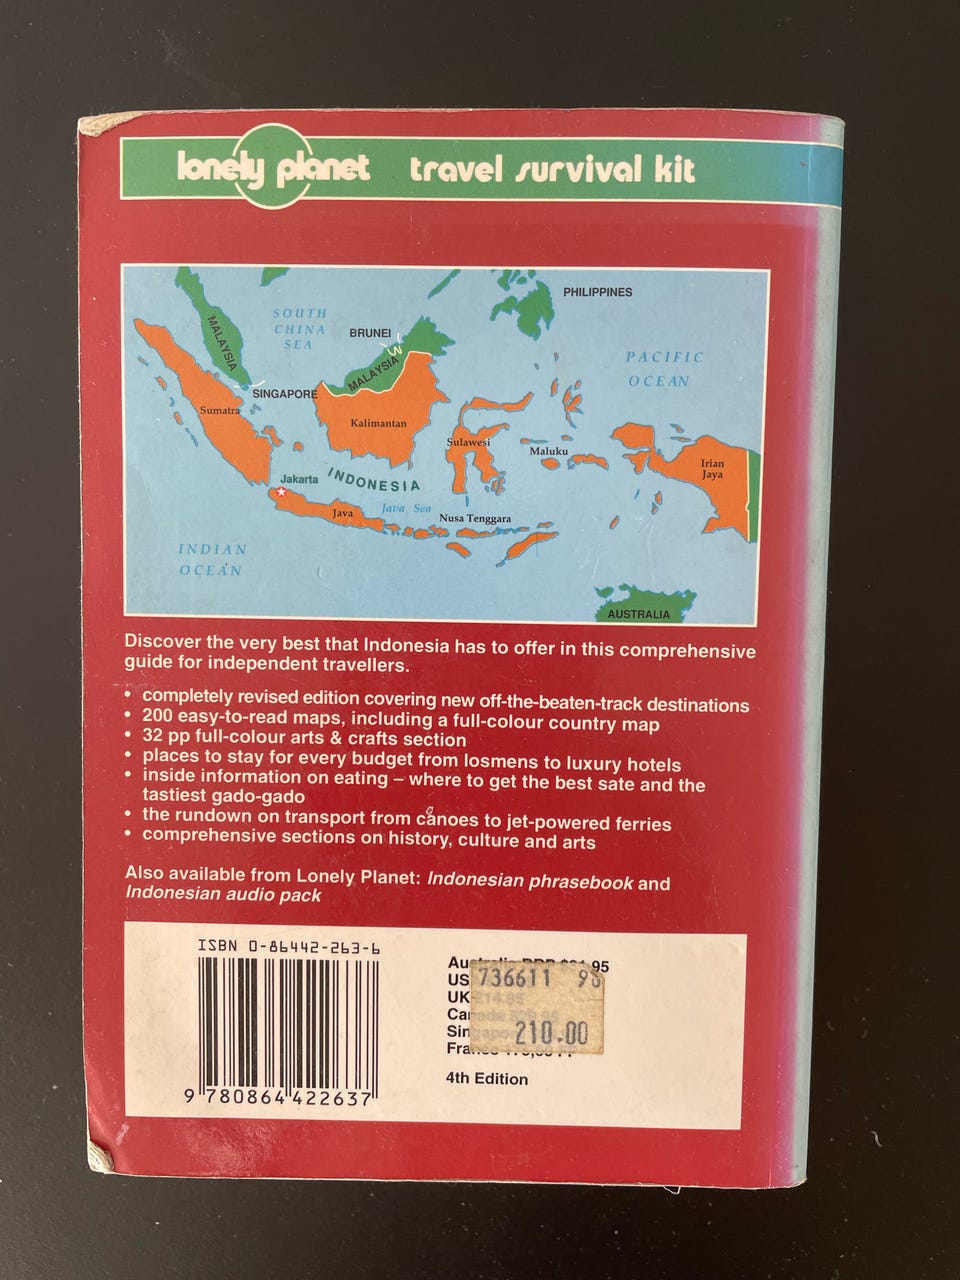 lonely planet travel survival kit
PHILIPPINES
SOUTH
CHINA
SEA
BRUNEI
MALAYSIA
MALAYSIA
PACIFIC
OCEAN
SINGAPORE
Sumatra
Kalimantan
Sulawesi
Maluku
Irian
Jaya
Jakarta
INDONESIA
Java
Java Sea
Nusa Tenggara
INDIAN
OCEAN
AUSTRALIA
Discover the very best that Indonesia has to offer in this comprehensive
guide for independent travellers.
• completely revised edition covering new off-the-beaten-track destinations
• 200 easy-to-read maps, including a full-colour country map
• 32 pp full-colour arts & crafts section
• places to stay for every budget from losmens to luxury hotels
• inside information on eating – where to get the best sate and the
tastiest gado-gado
• the rundown on transport from canoes to jet-powered ferries
• comprehensive sections on history, culture and arts
Also available from Lonely Planet: Indonesian phrasebook and
Indonesian audio pack
ISBN 0-86442-263-6
9 780864 422637
US
UK
736611 96
210.00
4th Edition